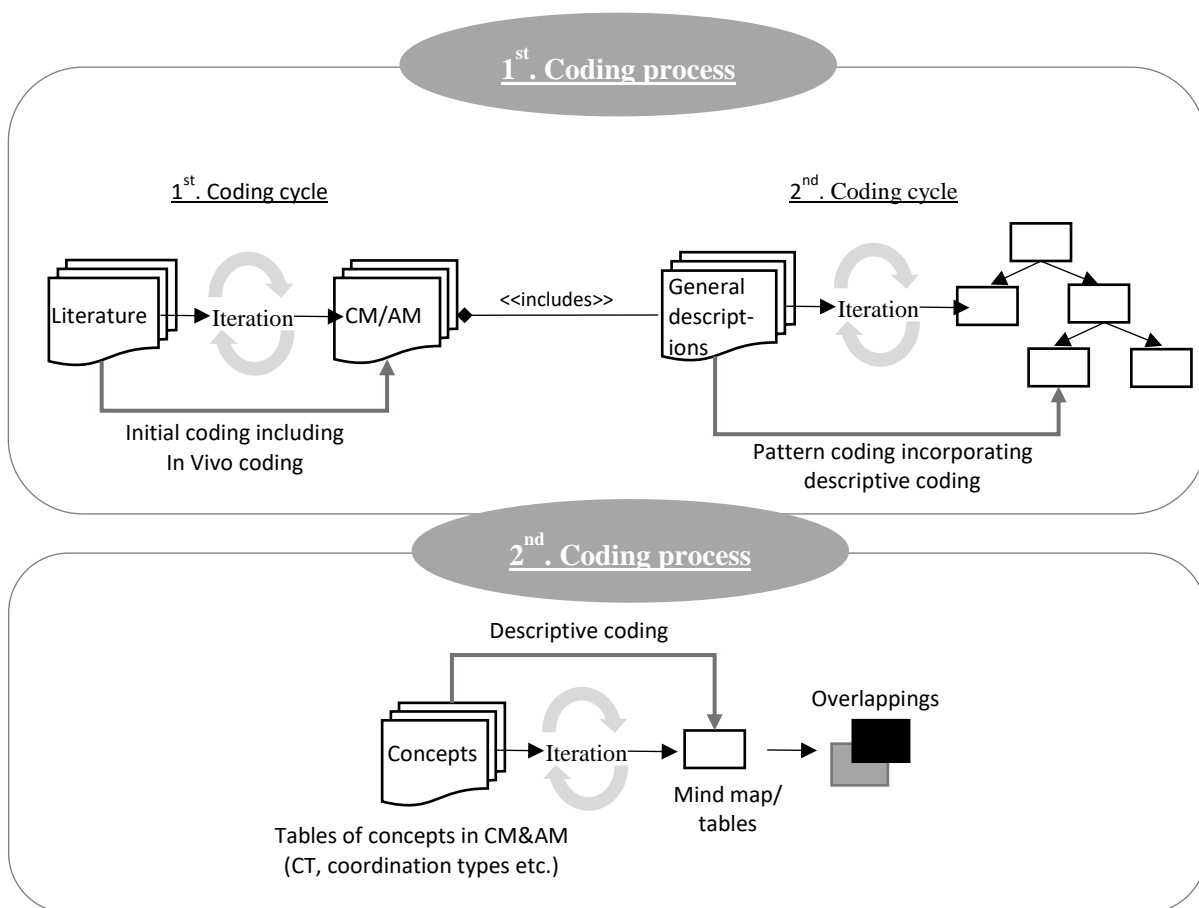 1st. Coding process
1st. Coding cycle
2nd. Coding cycle
Literature
Iteration
CM/AM
<<includes>>
General
descript-
ions
Iteration
Initial coding including
In Vivo coding
Pattern coding incorporating
descriptive coding
2nd. Coding process
Descriptive coding
Concepts
Iteration
Overlappings
Mind map/
tables
Tables of concepts in CM&AM
(CT, coordination types etc.)